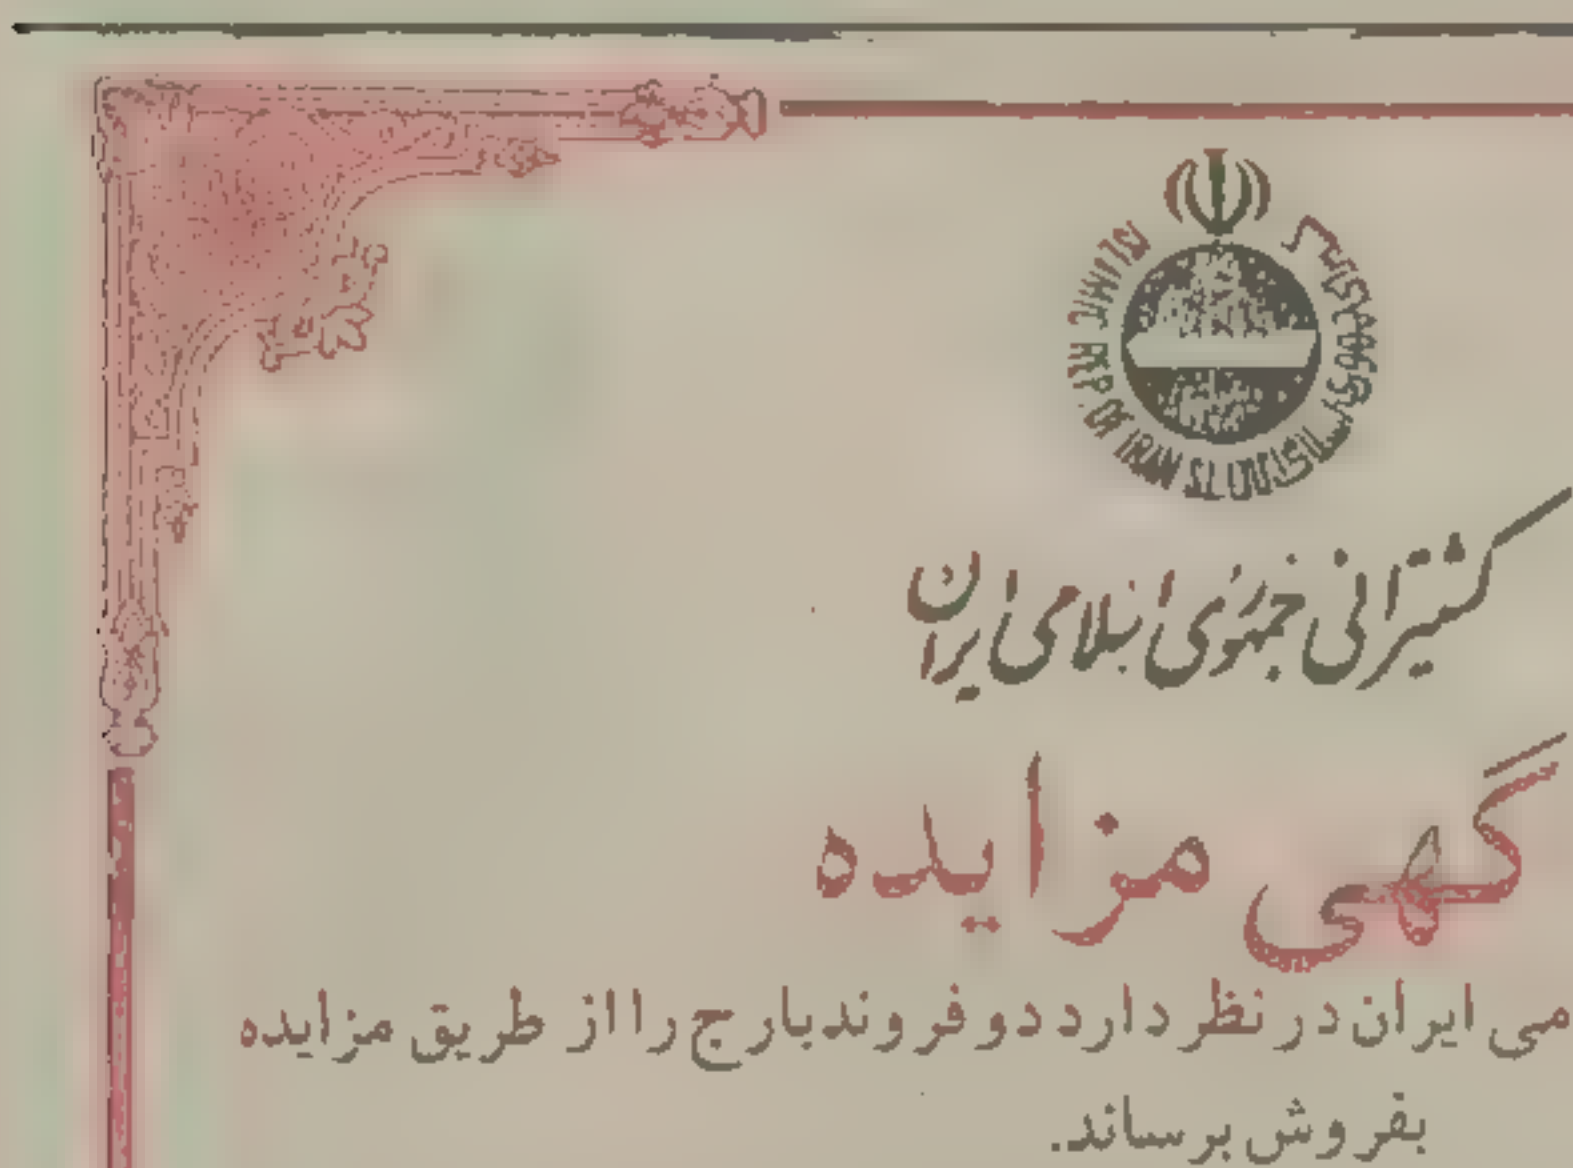 ISLAMIC REP. OF IRAN
کشتیرانی جمهوری اسلامی ایران
گهی مزایده
می ایران در نظر دارد دو فروند بارج را از طریق مزایده
بفروش برساند.